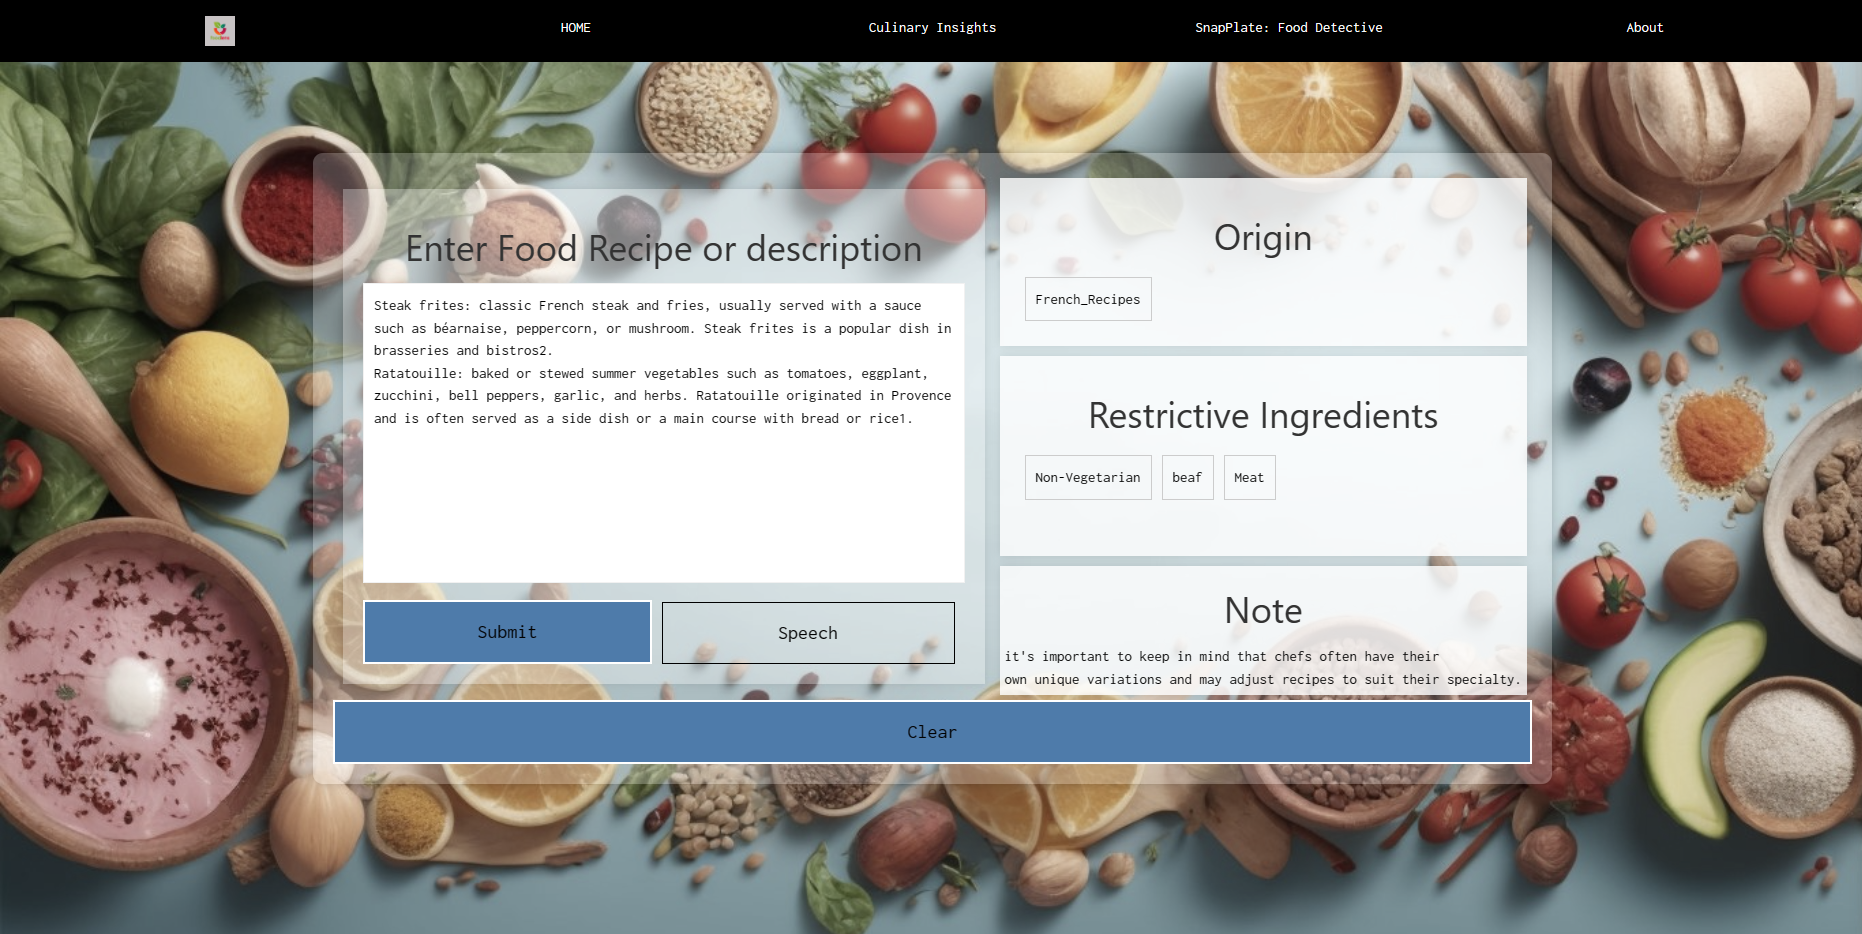 HOME
Culinary Insights
SnapPlate: Food Detective
About
Enter Food Recipe or description
Steak frites: classic French steak and fries, usually served with a sauce
such as béarnaise, peppercorn, or mushroom. Steak frites is a popular dish in
brasseries and bistros2.
Ratatouille: baked or stewed summer vegetables such as tomatoes, eggplant,
zucchini, bell peppers, garlic, and herbs. Ratatouille originated in Provence
and is often served as a side dish or a main course with bread or rice1.
Submit
Speech
Origin
French_Recipes
Restrictive Ingredients
Non-Vegetarian
beaf
Meat
Note
it's important to keep in mind that chefs often have their
own unique variations and may adjust recipes to suit their specialty.
Clear